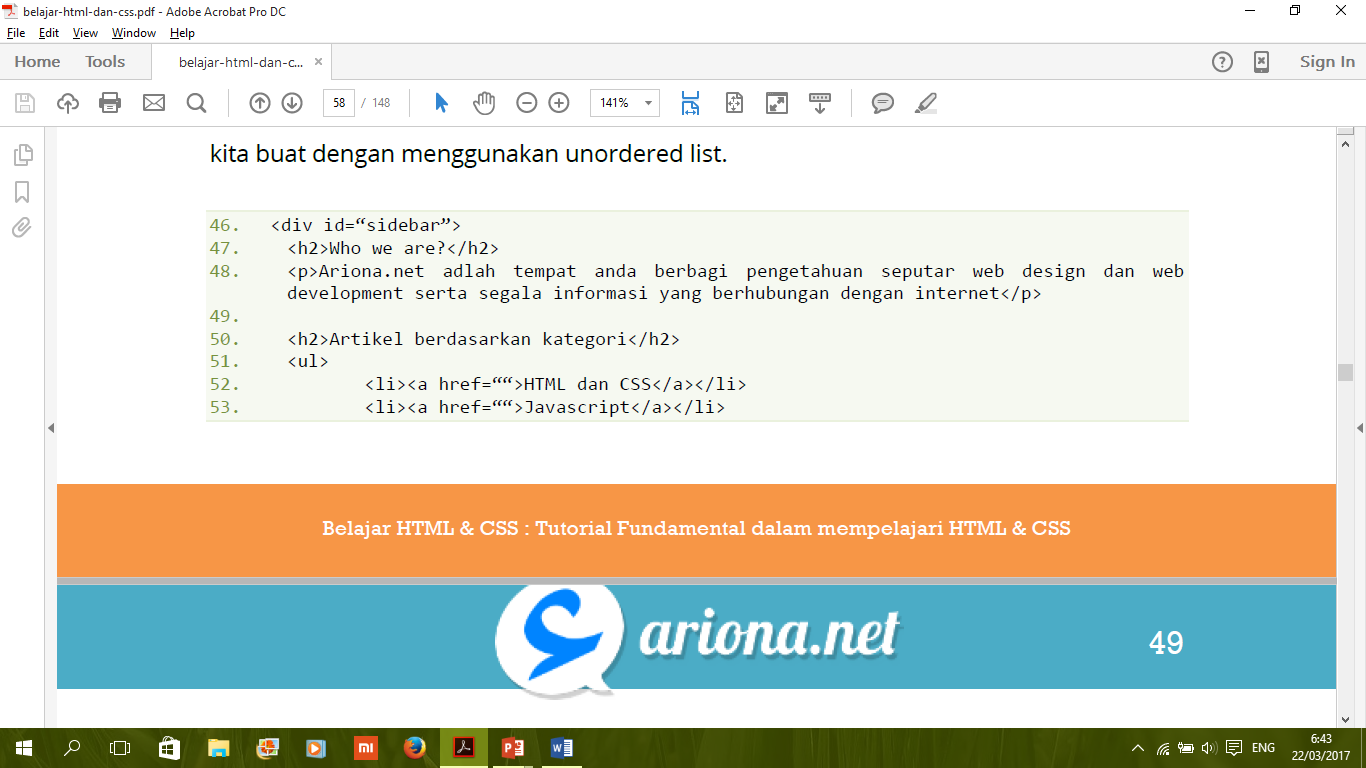 belajar-html-dan-css.pdf - Adobe Acrobat Pro DC
File Edit View Window Help
Home Tools belajar-html-dan-c... × Sign In
58 / 148 141%
kita buat dengan menggunakan unordered list.
46. <div id=“sidebar”>
47. <h2>Who we are?</h2>
48. <p>Ariona.net adlah tempat anda berbagi pengetahuan seputar web design dan web
development serta segala informasi yang berhubungan dengan internet</p>
49.
50. <h2>Artikel berdasarkan kategori</h2>
51. <ul>
52. <li><a href=““>HTML dan CSS</a></li>
53. <li><a href=““>Javascript</a></li>
Belajar HTML & CSS : Tutorial Fundamental dalam mempelajari HTML & CSS
ariona.net
49
mi
ENG
6:43
22/03/2017